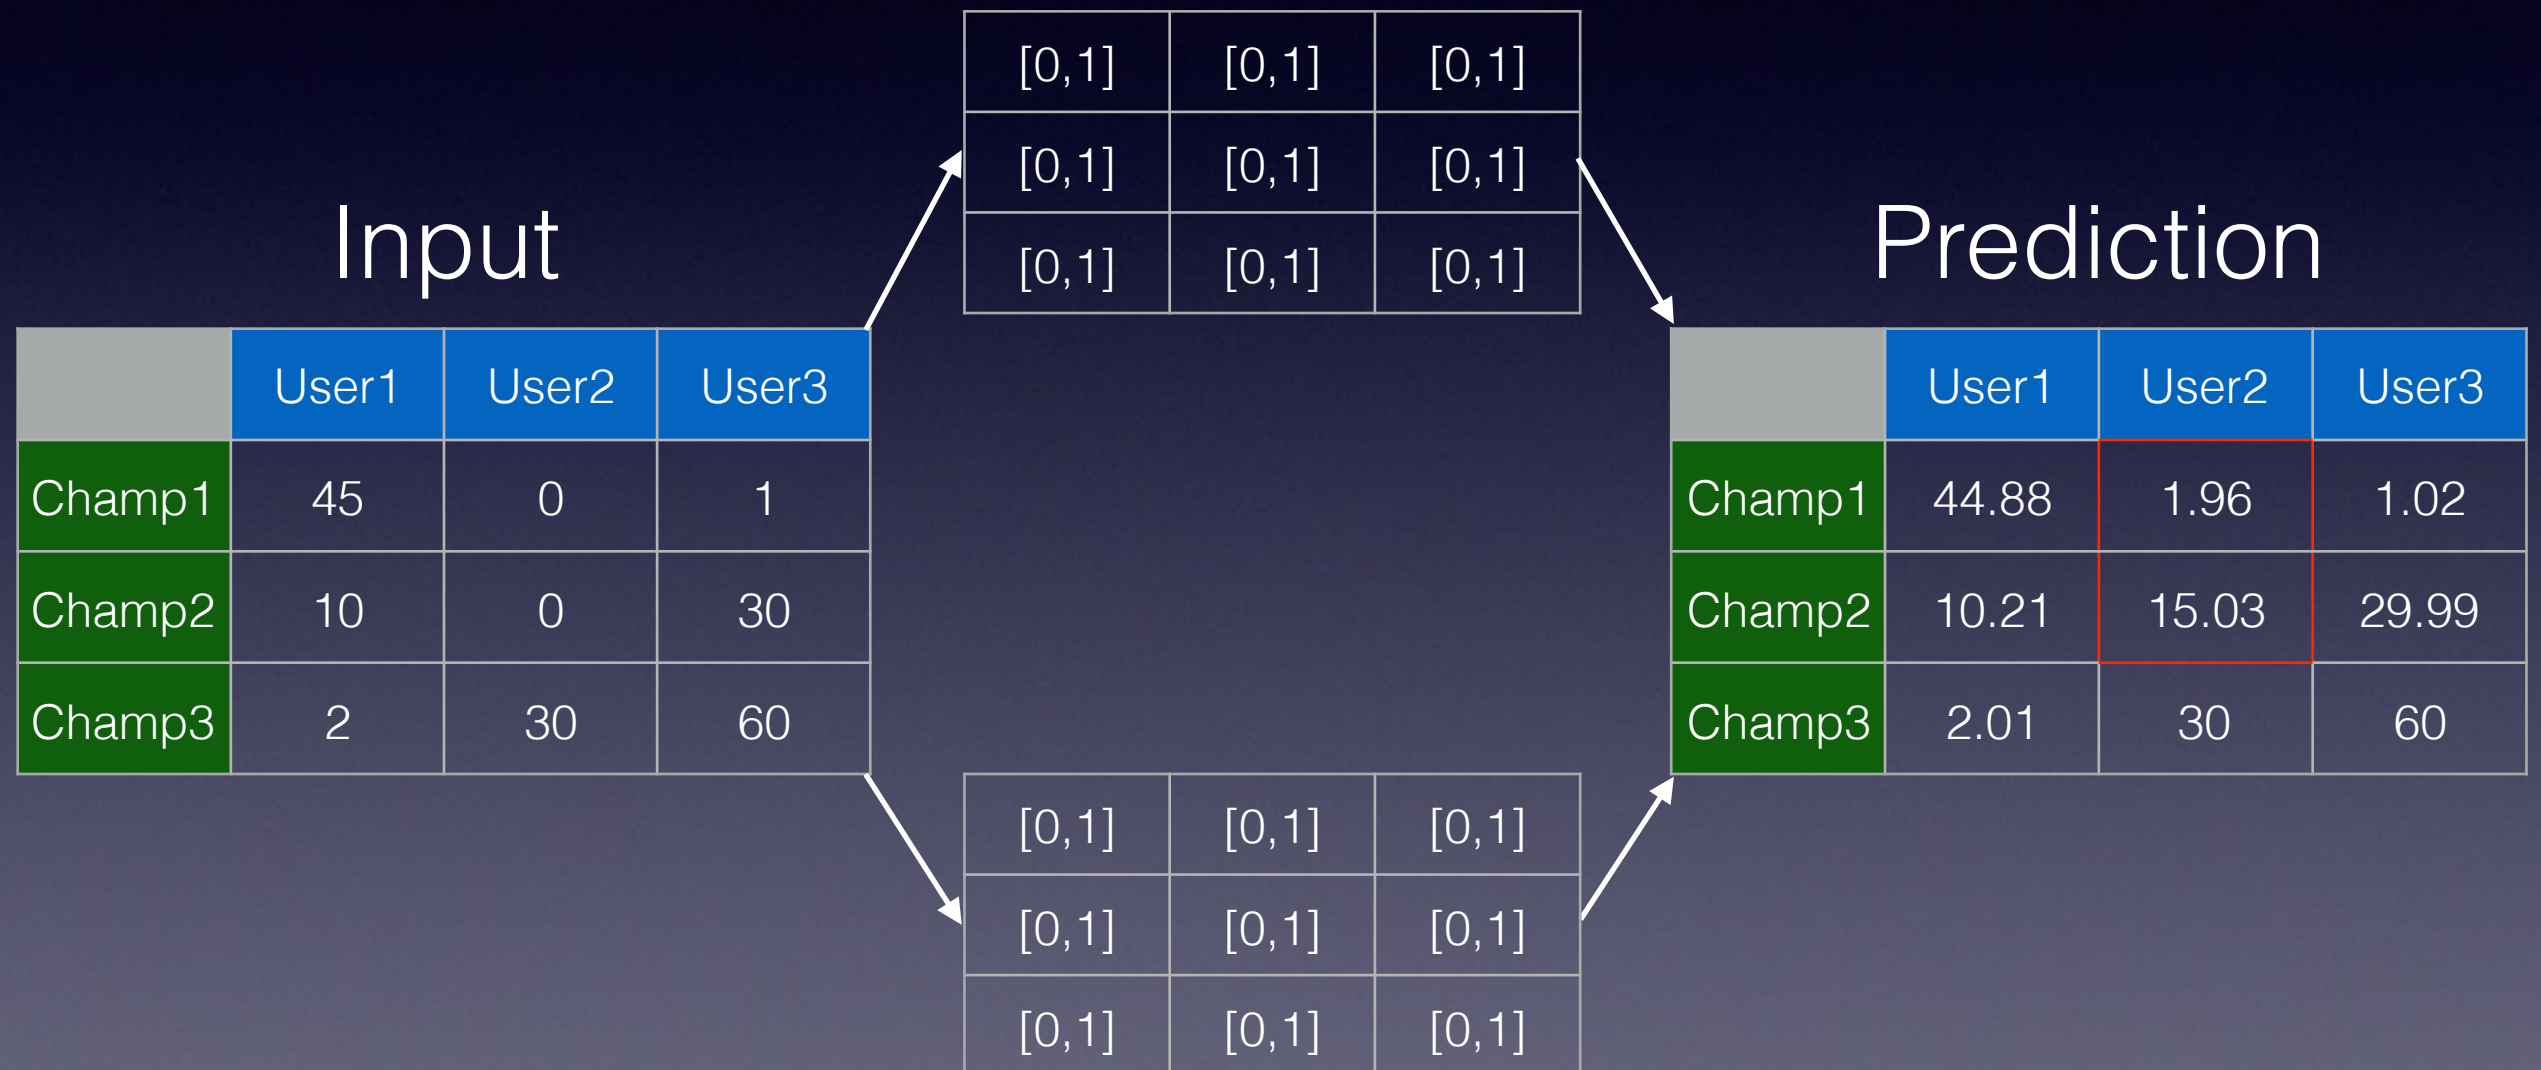 [0,1] [0,1] [0,1]
[0,1] [0,1] [0,1]
[0,1] [0,1] [0,1]
Input
User1 User2 User3
Champ1 45 0 1
Champ2 10 0 30
Champ3 2 30 60
Prediction
User1 User2 User3
Champ1 44.88 1.96 1.02
Champ2 10.21 15.03 29.99
Champ3 2.01 30 60
[0,1] [0,1] [0,1]
[0,1] [0,1] [0,1]
[0,1] [0,1] [0,1]